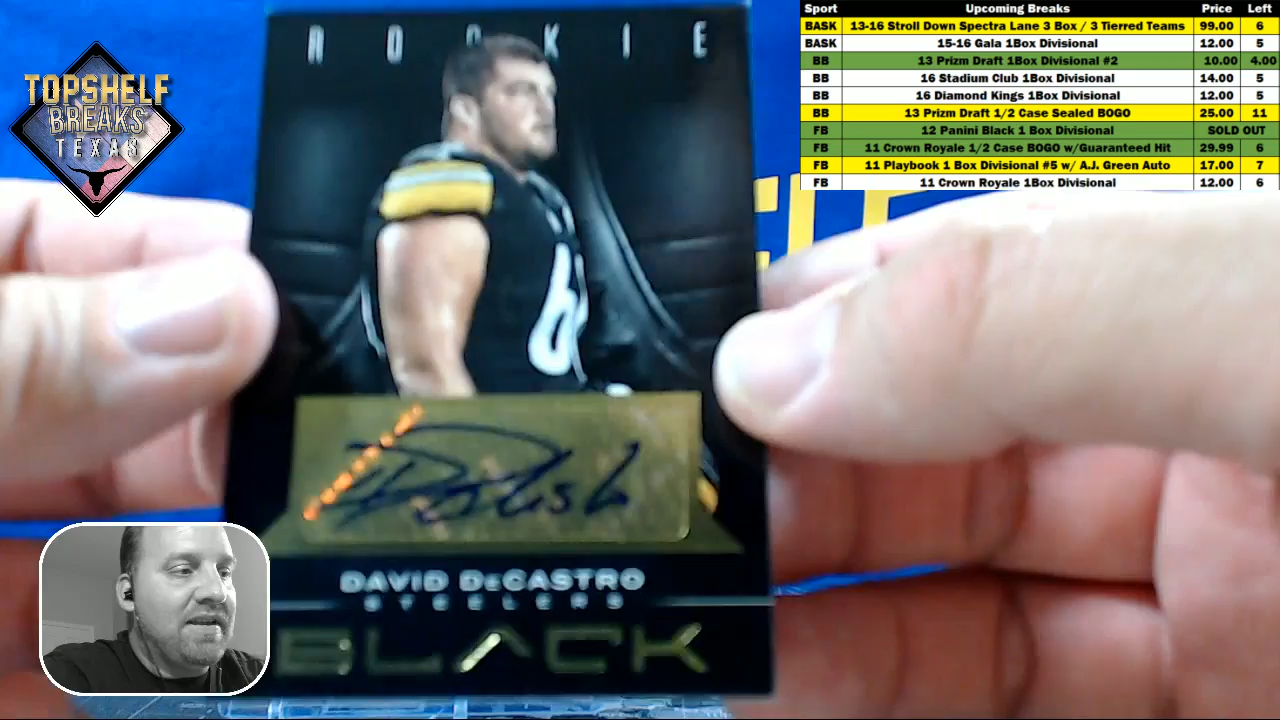 TOPSHELF
BREAKS
TEXAS
ROOKIE
DAVID DeCASTRO
STEELERS
BLACK
Sport Upcoming Breaks Price Left
BASK 13-16 Stroll Down Spectra Lane 3 Box / 3 Tierred Teams 99.00 6
BASK 15-16 Gala 1Box Divisional 12.00 5
BB 13 Prizm Draft 1Box Divisional #2 10.00 4.00
BB 16 Stadium Club 1Box Divisional 14.00 5
BB 16 Diamond Kings 1Box Divisional 12.00 5
BB 13 Prizm Draft 1/2 Case Sealed BOGO 25.00 11
FB 12 Panini Black 1 Box Divisional SOLD OUT
FB 11 Crown Royale 1/2 Case BOGO w/Guaranteed Hit 29.99 6
FB 11 Playbook 1 Box Divisional #5 w/ A.J. Green Auto 17.00 7
FB 11 Crown Royale 1Box Divisional 12.00 6